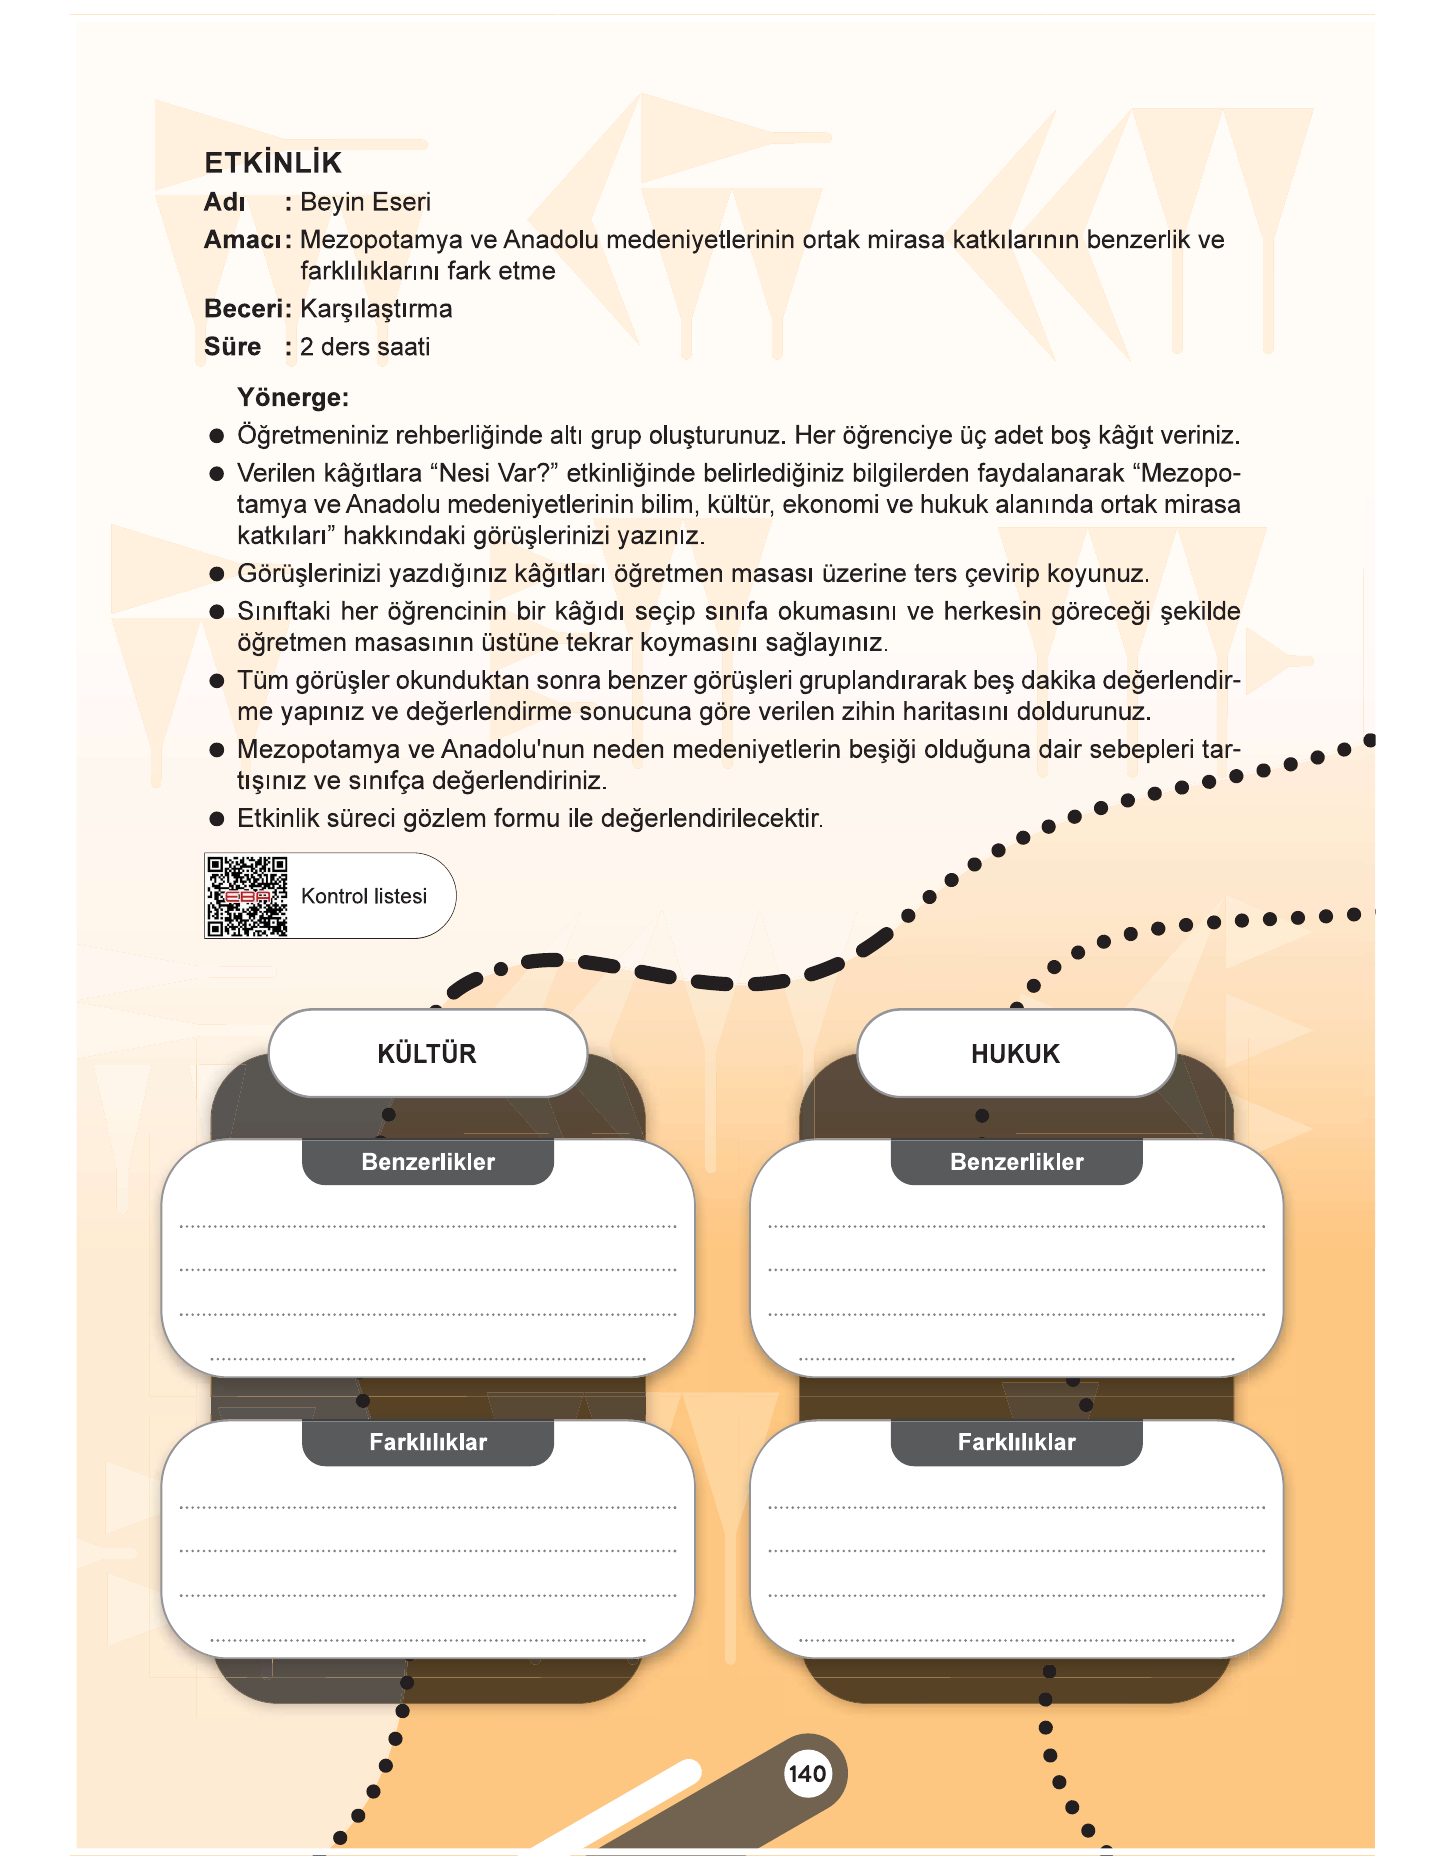 ETKİNLİK
Adı : Beyin Eseri
Amacı : Mezopotamya ve Anadolu medeniyetlerinin ortak mirasa katkılarının benzerlik ve
farklılıklarını fark etme
Beceri : Karşılaştırma
Süre : 2 ders saati
Yönerge:
● Öğretmeniniz rehberliğinde altı grup oluşturunuz. Her öğrenciye üç adet boş kâğıt veriniz.
● Verilen kâğıtlara “Nesi Var?” etkinliğinde belirlediğiniz bilgilerden faydalanarak “Mezopo-
tamya ve Anadolu medeniyetlerinin bilim, kültür, ekonomi ve hukuk alanında ortak mirasa
katkıları” hakkındaki görüşlerinizi yazınız.
● Görüşlerinizi yazdığınız kâğıtları öğretmen masası üzerine ters çevirip koyunuz.
● Sınıftaki her öğrencinin bir kâğıdı seçip sınıfa okumasını ve herkesin göreceği şekilde
öğretmen masasının üstüne tekrar koymasını sağlayınız.
● Tüm görüşler okunduktan sonra benzer görüşleri gruplandırarak beş dakika değerlendir-
me yapınız ve değerlendirme sonucuna göre verilen zihin haritasını doldurunuz.
● Mezopotamya ve Anadolu'nun neden medeniyetlerin beşiği olduğuna dair sebepleri tar-
tışınız ve sınıfça değerlendiriniz.
● Etkinlik süreci gözlem formu ile değerlendirilecektir.
EBA
Kontrol listesi
KÜLTÜR
Benzerlikler
Farklılıklar
HUKUK
Benzerlikler
Farklılıklar
140